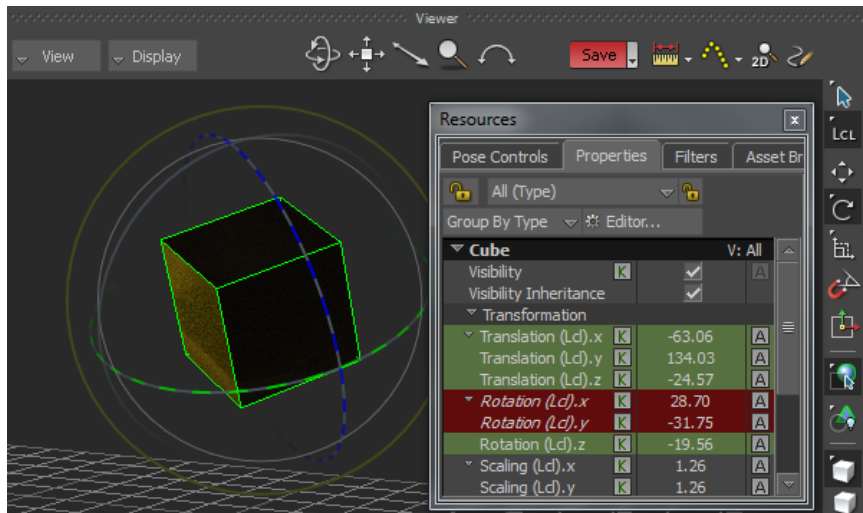 Viewer
View
Display
Save
2D
Resources
x
LCL
Pose Controls Properties Filters Asset Br
All (Type)
Group By Type Editor...
Cube V: All
Visibility K A
Visibility Inheritance
Transformation
Translation (Lcl).x K -63.06 A
Translation (Lcl).y K 134.03 A
Translation (Lcl).z K -24.57 A
Rotation (Lcl).x K 28.70 A
Rotation (Lcl).y K -31.75 A
Rotation (Lcl).z K -19.56 A
Scaling (Lcl).x K 1.26 A
Scaling (Lcl).y K 1.26 A